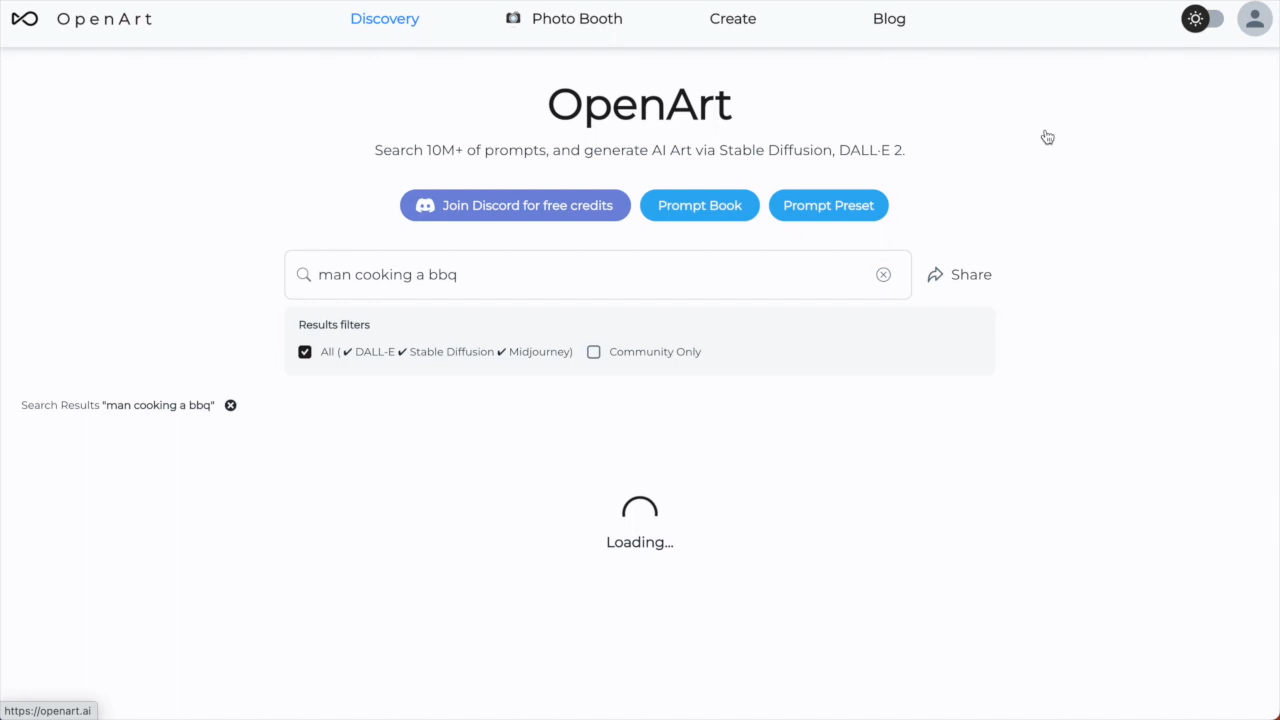 OpenArt Discovery Photo Booth Create Blog
OpenArt
Search 10M+ of prompts, and generate AI Art via Stable Diffusion, DALL·E 2.
Join Discord for free credits Prompt Book Prompt Preset
man cooking a bbq Share
Results filters
All ( ✔ DALL-E ✔ Stable Diffusion ✔ Midjourney) Community Only
Search Results "man cooking a bbq"
Loading...
https://openart.ai